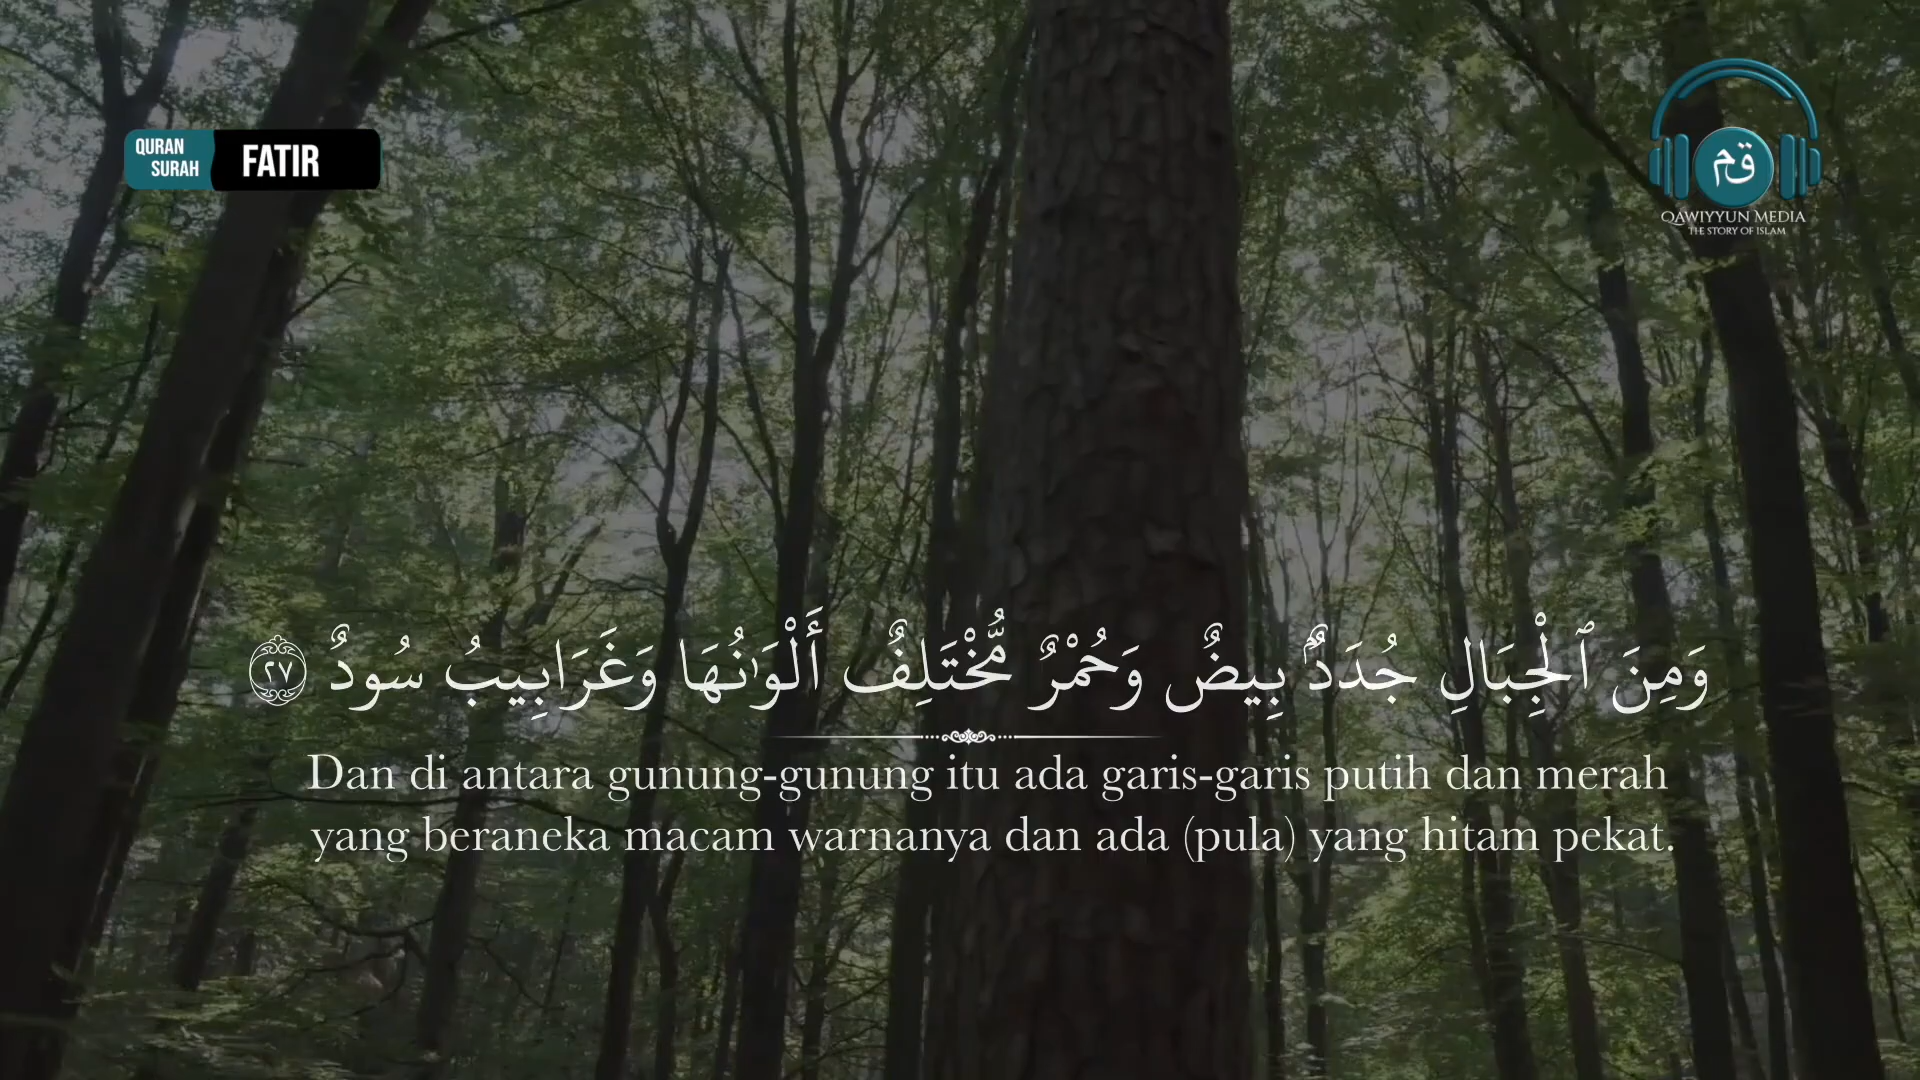 QURAN
SURAH
FATIR
قم
QAWIYYUN MEDIA
THE STORY OF ISLAM
وَمِنَ ٱلْجِبَالِ جُدَدٌۢ بِيضٌ وَحُمْرٌ مُّخْتَلِفٌ أَلْوَٰنُهَا وَغَرَابِيبُ سُودٌ ٢٧
Dan di antara gunung-gunung itu ada garis-garis putih dan merah
yang beraneka macam warnanya dan ada (pula) yang hitam pekat.